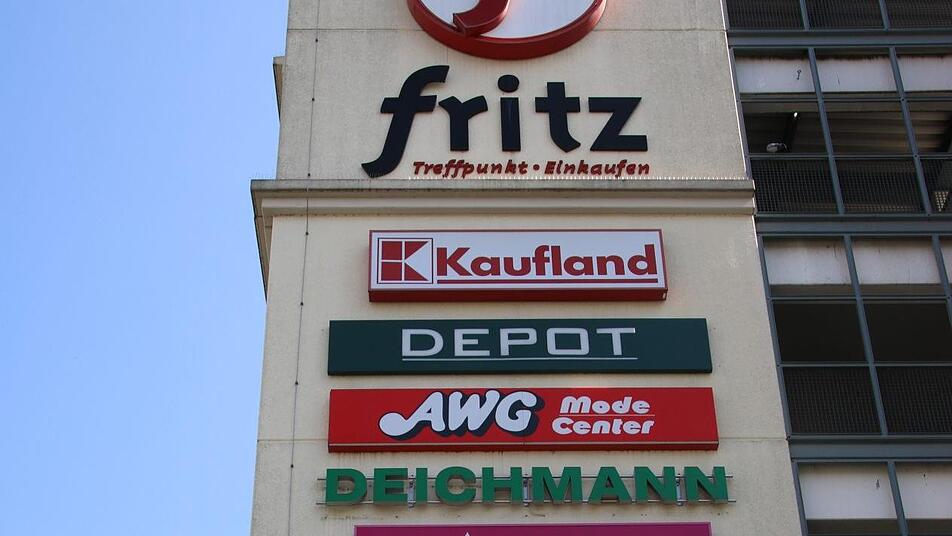 fritz
Treffpunkt • Einkaufen
K Kaufland
DEPOT
AWG Mode
Center
DEICHMANN